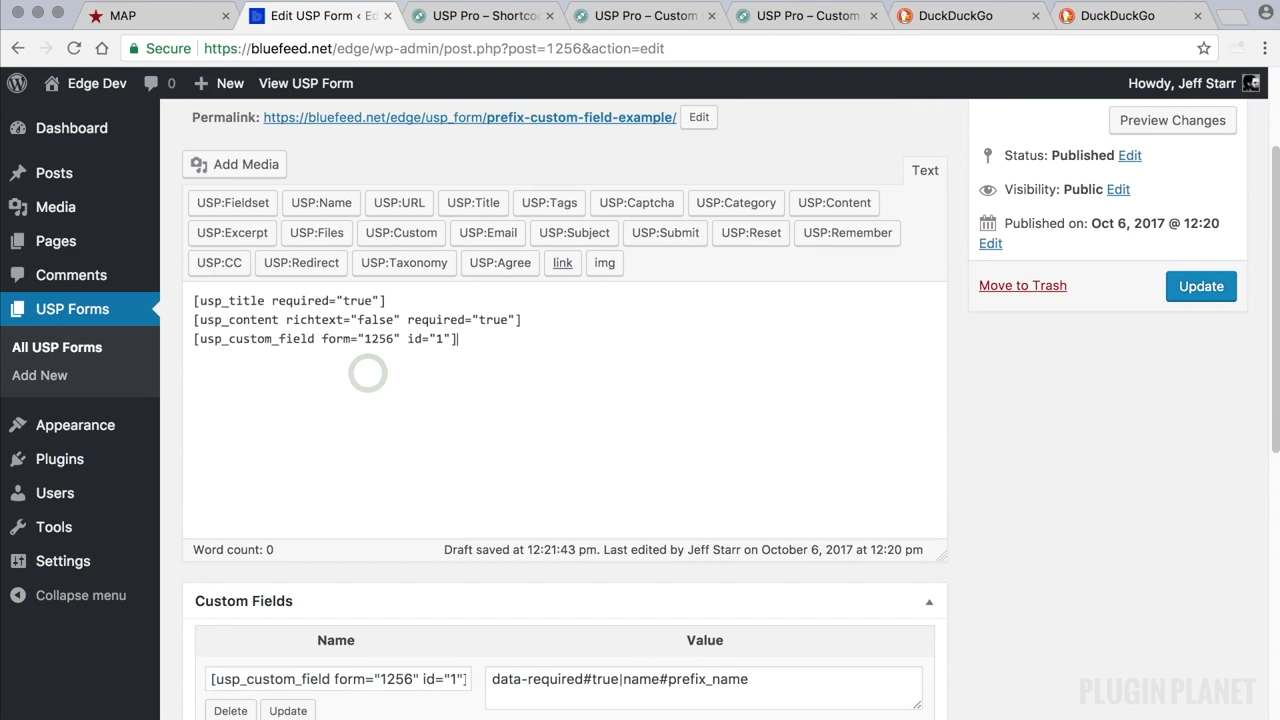 MAP
Edit USP Form ‹ Ed
USP Pro – Shortcod
USP Pro – Custom
USP Pro – Custom
DuckDuckGo
DuckDuckGo
Secure
https://bluefeed.net/edge/wp-admin/post.php?post=1256&action=edit
Edge Dev
0
New
View USP Form
Howdy, Jeff Starr
Dashboard
Posts
Media
Pages
Comments
USP Forms
All USP Forms
Add New
Appearance
Plugins
Users
Tools
Settings
Collapse menu
Permalink: https://bluefeed.net/edge/usp_form/prefix-custom-field-example/ Edit
Add Media
Text
USP:Fieldset USP:Name USP:URL USP:Title USP:Tags USP:Captcha USP:Category USP:Content
USP:Excerpt USP:Files USP:Custom USP:Email USP:Subject USP:Submit USP:Reset USP:Remember
USP:CC USP:Redirect USP:Taxonomy USP:Agree link img
[usp_title required="true"]
[usp_content richtext="false" required="true"]
[usp_custom_field form="1256" id="1"]
Word count: 0
Draft saved at 12:21:43 pm. Last edited by Jeff Starr on October 6, 2017 at 12:20 pm
Custom Fields
Name Value
[usp_custom_field form="1256" id="1"] data-required#true|name#prefix_name
Delete Update
Preview Changes
Status: Published Edit
Visibility: Public Edit
Published on: Oct 6, 2017 @ 12:20
Edit
Move to Trash
Update
PLUGIN PLANET